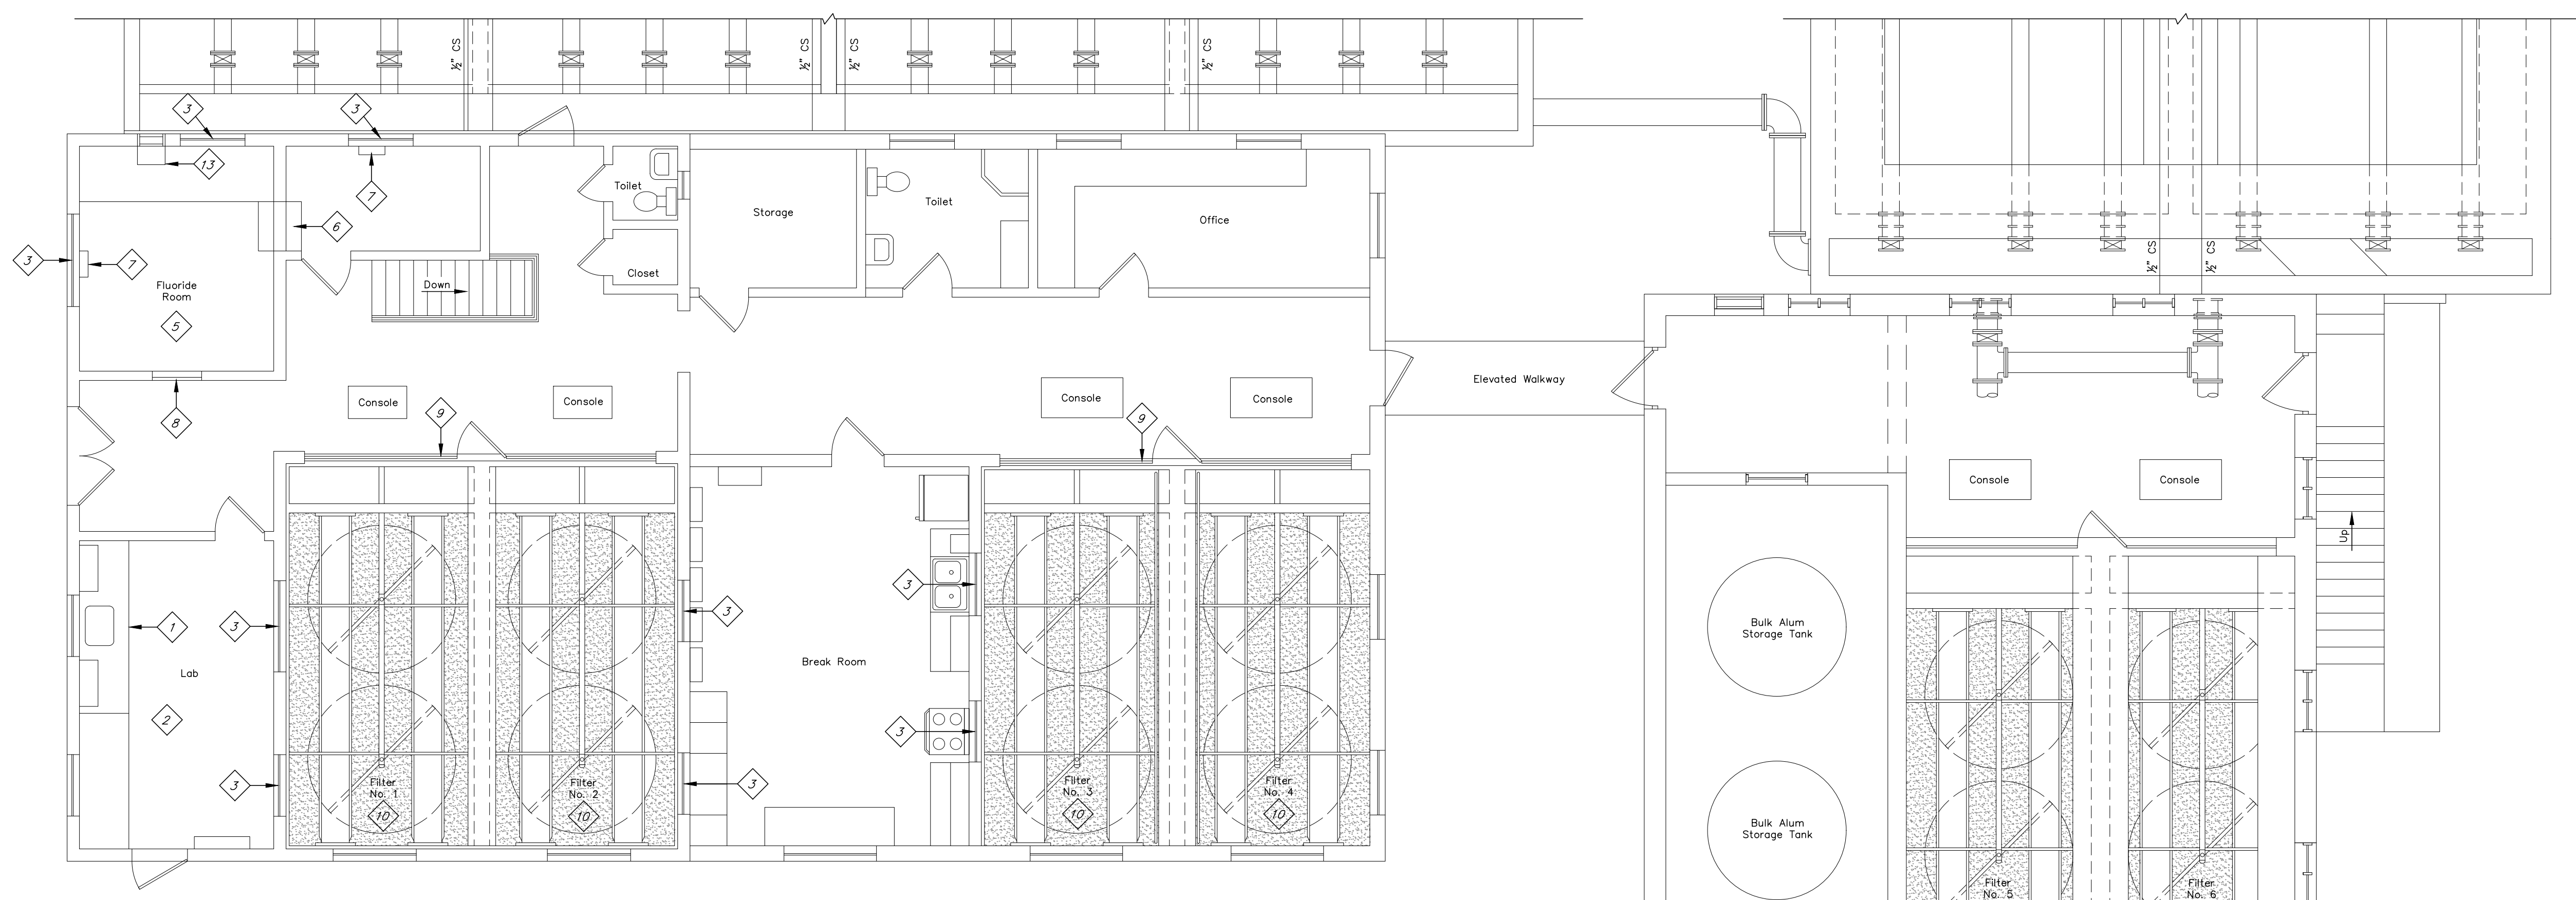 ½" CS
½" CS
½" CS
½" CS
3
3
13
7
Toilet
Storage
Toilet
Office
6
3
7
Closet
Down
Fluoride
Room
5
½" CS
½" CS
8
Console
Console
9
Console
Console
9
Elevated Walkway
Console
Console
Up
1
3
3
3
Lab
2
Break Room
3
3
3
Bulk Alum
Storage Tank
Filter
No. 1
10
Filter
No. 2
10
Filter
No. 3
10
Filter
No. 4
10
Bulk Alum
Storage Tank
Filter
No. 5
Filter
No. 6